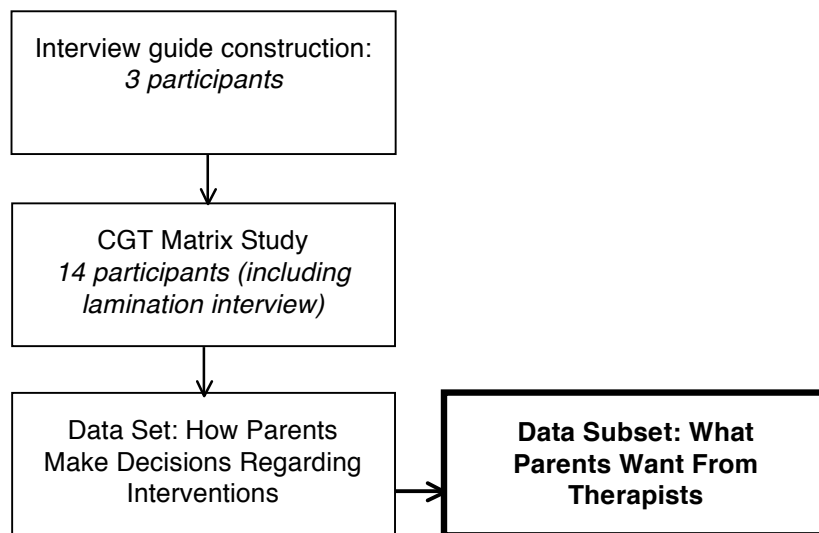 Interview guide construction:
3 participants
CGT Matrix Study
14 participants (including
lamination interview)
Data Set: How Parents
Make Decisions Regarding
Interventions
Data Subset: What
Parents Want From
Therapists